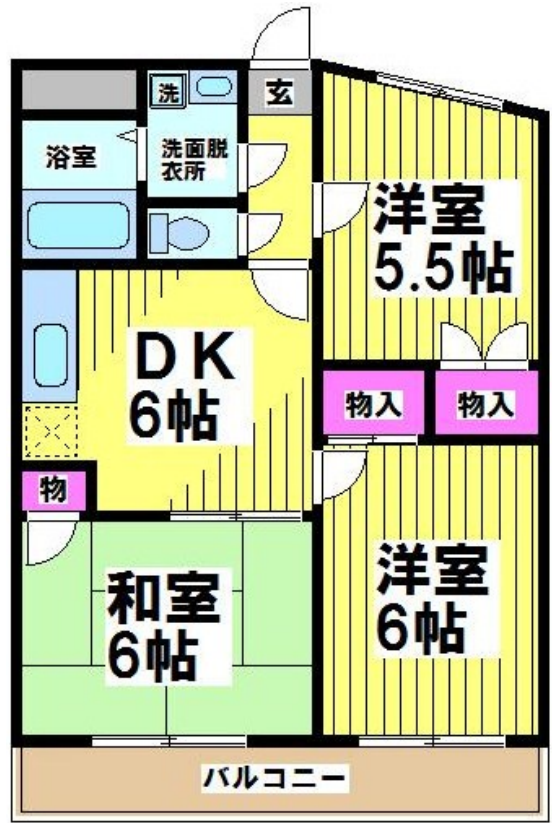 玄
洗
洗面脱
衣所
浴室
洋室
5.5帖
DK
6帖
物入
物入
物
和室
6帖
洋室
6帖
バルコニー